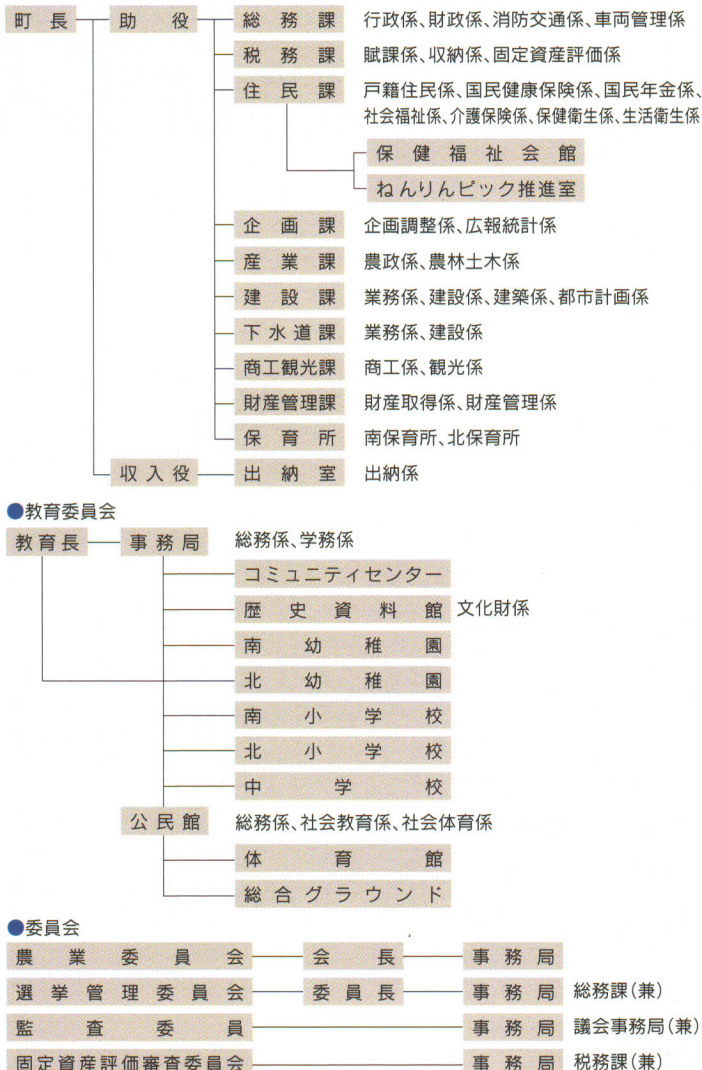 町長 助役 総務課 行政係、財政係、消防交通係、車両管理係
税務課 賦課係、収納係、固定資産評価係
住民課 戸籍住民係、国民健康保険係、国民年金係、
社会福祉係、介護保険係、保健衛生係、生活衛生係
保健福祉会館
ねんりんピック推進室
企画課 企画調整係、広報統計係
産業課 農政係、農林土木係
建設課 業務係、建設係、建築係、都市計画係
下水道課 業務係、建設係
商工観光課 商工係、観光係
財産管理課 財産取得係、財産管理係
保育所 南保育所、北保育所
収入役 出納室 出納係
●教育委員会
教育長 事務局 総務係、学務係
コミュニティセンター
歴史資料館 文化財係
南幼稚園
北幼稚園
南小学校
北小学校
中学校
公民館 総務係、社会教育係、社会体育係
体育館
総合グラウンド
●委員会
農業委員会 会長 事務局
選挙管理委員会 委員長 事務局 総務課(兼)
監査委員 事務局 議会事務局(兼)
固定資産評価審査委員会 事務局 税務課(兼)